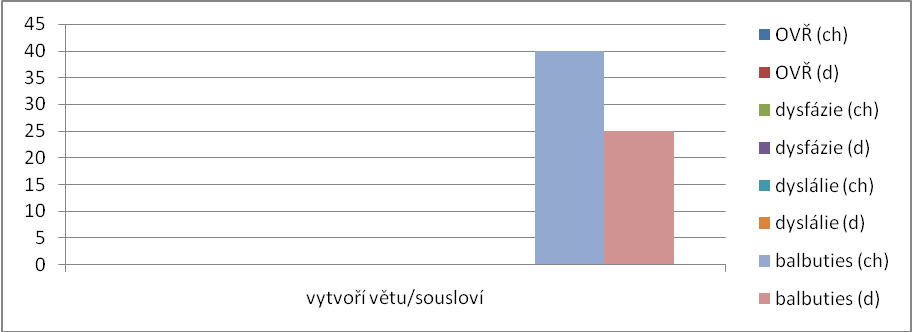 45
40
35
30
25
20
15
10
5
0
vytvoří větu/sousloví
OVŘ (ch)
OVŘ (d)
dysfázie (ch)
dysfázie (d)
dyslálie (ch)
dyslálie (d)
balbuties (ch)
balbuties (d)